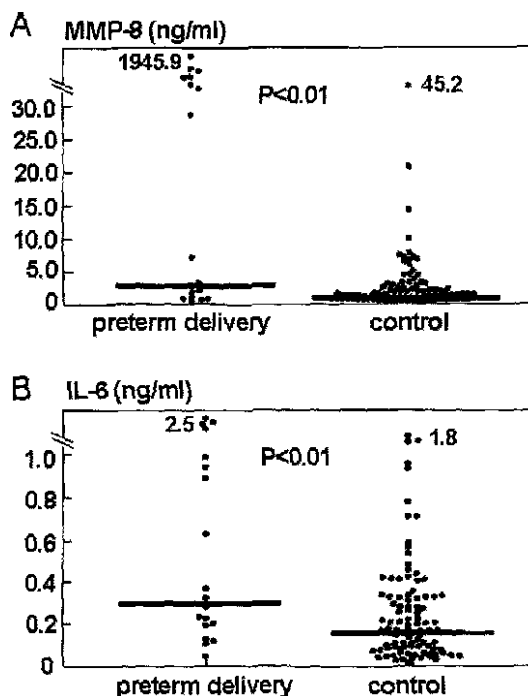 A
MMP-8 (ng/ml)
1945.9
P<0.01
45.2
30.0
25.0
20.0
15.0
10.0
5.0
0
preterm delivery control
B
IL-6 (ng/ml)
2.5
P<0.01
1.8
1.0
0.8
0.6
0.4
0.2
0
preterm delivery control